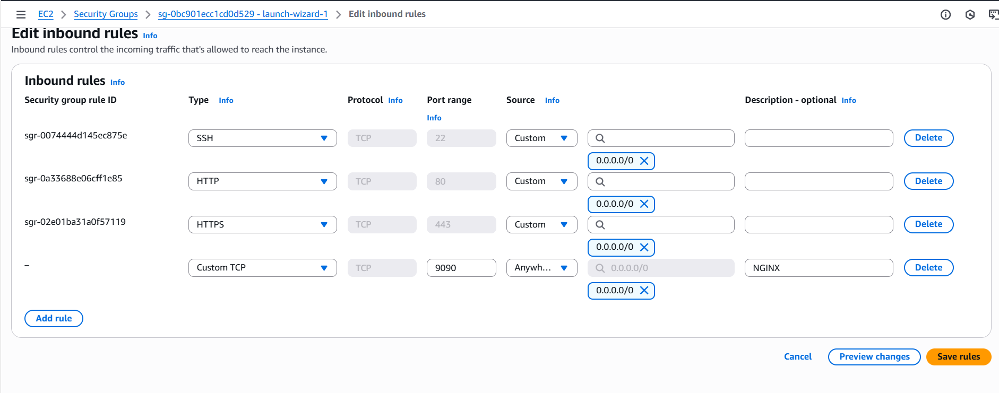 EC2 > Security Groups > sg-0bc901ecc1cd0d529 - launch-wizard-1 > Edit inbound rules
Edit inbound rules Info
Inbound rules control the incoming traffic that's allowed to reach the instance.
Inbound rules Info
Security group rule ID Type Info Protocol Info Port range Source Info Description - optional Info
Info
sgr-0074444d145ec875e SSH TCP 22 Custom Delete
0.0.0.0/0
sgr-0a33688e06cff1e85 HTTP TCP 80 Custom Delete
0.0.0.0/0
sgr-02e01ba31a0f57119 HTTPS TCP 443 Custom Delete
0.0.0.0/0
– Custom TCP TCP 9090 Anywh... 0.0.0.0/0 NGINX Delete
0.0.0.0/0
Add rule
Cancel Preview changes Save rules